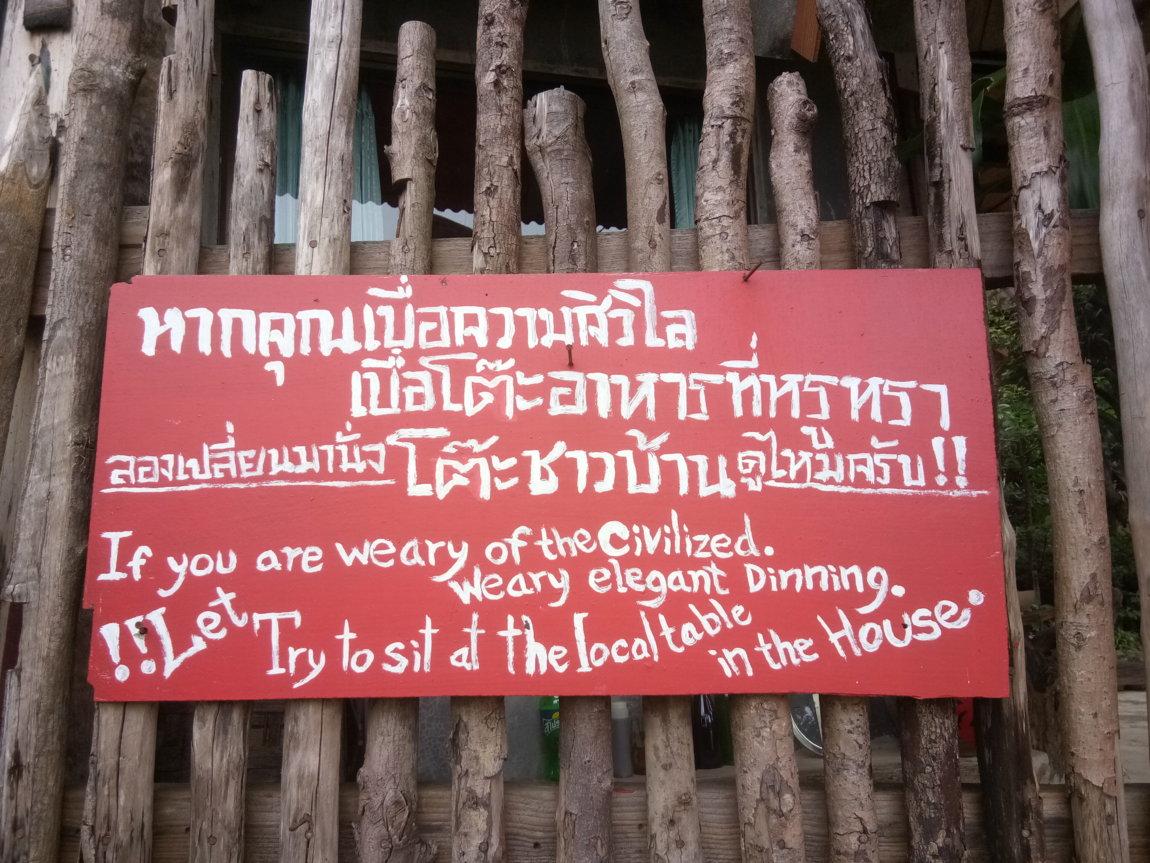 หากคุณเบื่อความศิวิไล
เบื่อโต๊ะอาหารที่หรูหรา
ลองเปลี่ยนมานั่งโต๊ะชาวบ้านดูไหมครับ!!
If you are weary of the civilized.
weary elegant Dinning.
!!Let Try to sit at the local table in the House.